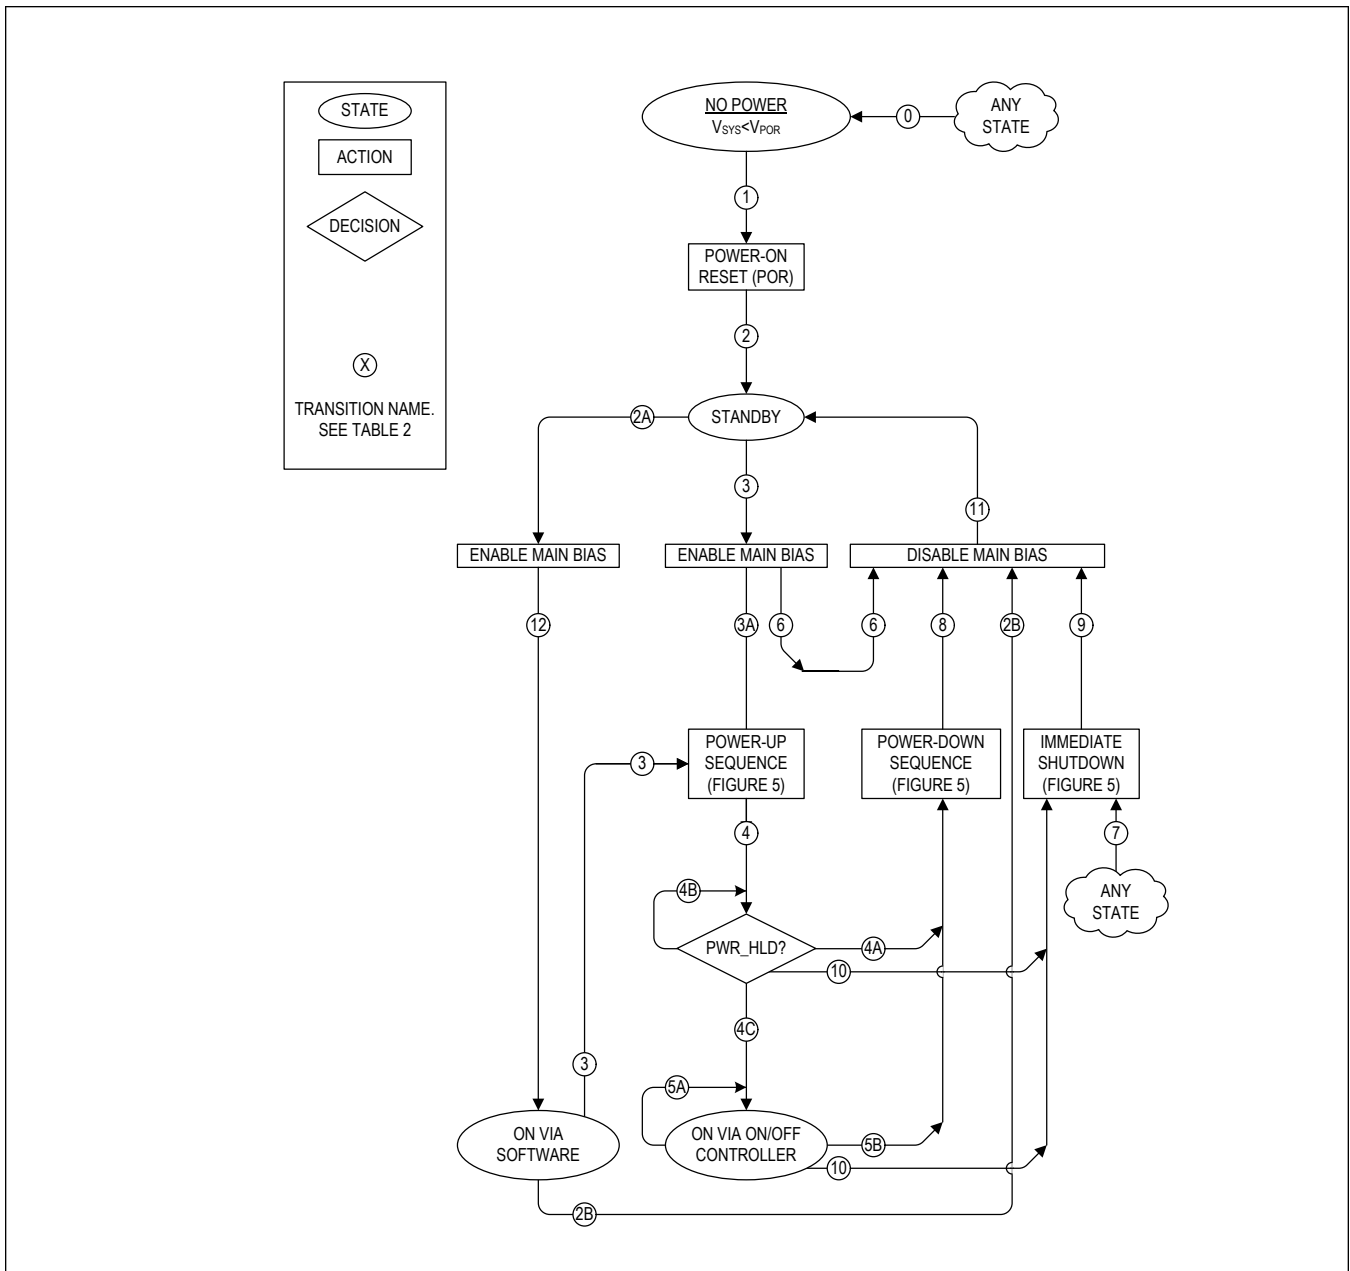 STATE
ACTION
DECISION
X
TRANSITION NAME.
SEE TABLE 2
NO POWER
VSYS<VPOR
0
ANY
STATE
1
POWER-ON
RESET (POR)
2
2A
STANDBY
3
11
ENABLE MAIN BIAS
ENABLE MAIN BIAS
DISABLE MAIN BIAS
12
3A
6
6
8
2B
9
POWER-UP
SEQUENCE
(FIGURE 5)
POWER-DOWN
SEQUENCE
(FIGURE 5)
IMMEDIATE
SHUTDOWN
(FIGURE 5)
3
4
7
4B
ANY
STATE
PWR_HLD?
4A
10
4C
3
5A
ON VIA
SOFTWARE
ON VIA ON/OFF
CONTROLLER
5B
10
2B